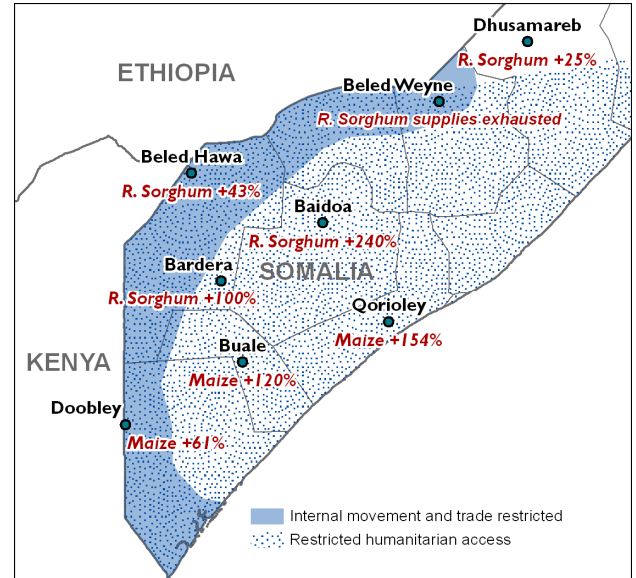 Dhusamareb
R. Sorghum +25%
ETHIOPIA
Beled Weyne
R. Sorghum supplies exhausted
Beled Hawa
R. Sorghum +43%
Baidoa
R. Sorghum +240%
Bardera
SOMALIA
R. Sorghum +100%
Qorioley
Maize +154%
KENYA
Buale
Maize +120%
Doobley
Maize +61%
Internal movement and trade restricted
Restricted humanitarian access